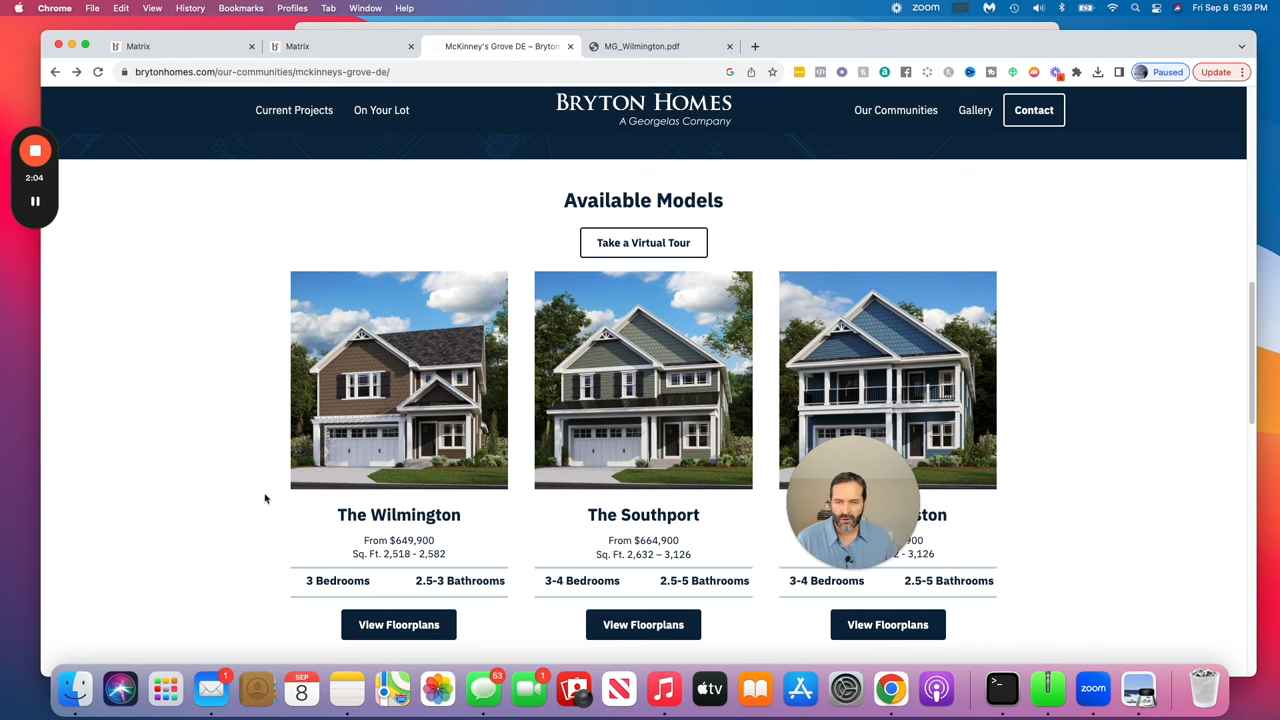 Chrome File Edit View History Bookmarks Profiles Tab Window Help
zoom Fri Sep 8 6:39 PM
Matrix
Matrix
McKinney's Grove DE – Bryton
MG_Wilmington.pdf
brytonhomes.com/our-communities/mckinneys-grove-de/
Paused
Update
Current Projects
On Your Lot
BRYTON HOMES
A Georgelas Company
Our Communities
Gallery
Contact
2:04
Available Models
Take a Virtual Tour
The Wilmington
From $649,900
Sq. Ft. 2,518 - 2,582
3 Bedrooms
2.5-3 Bathrooms
View Floorplans
The Southport
From $664,900
Sq. Ft. 2,632 – 3,126
3-4 Bedrooms
2.5-5 Bathrooms
View Floorplans
ston
900
2 - 3,126
3-4 Bedrooms
2.5-5 Bathrooms
View Floorplans
1
SEP
8
53
1
tv
zoom